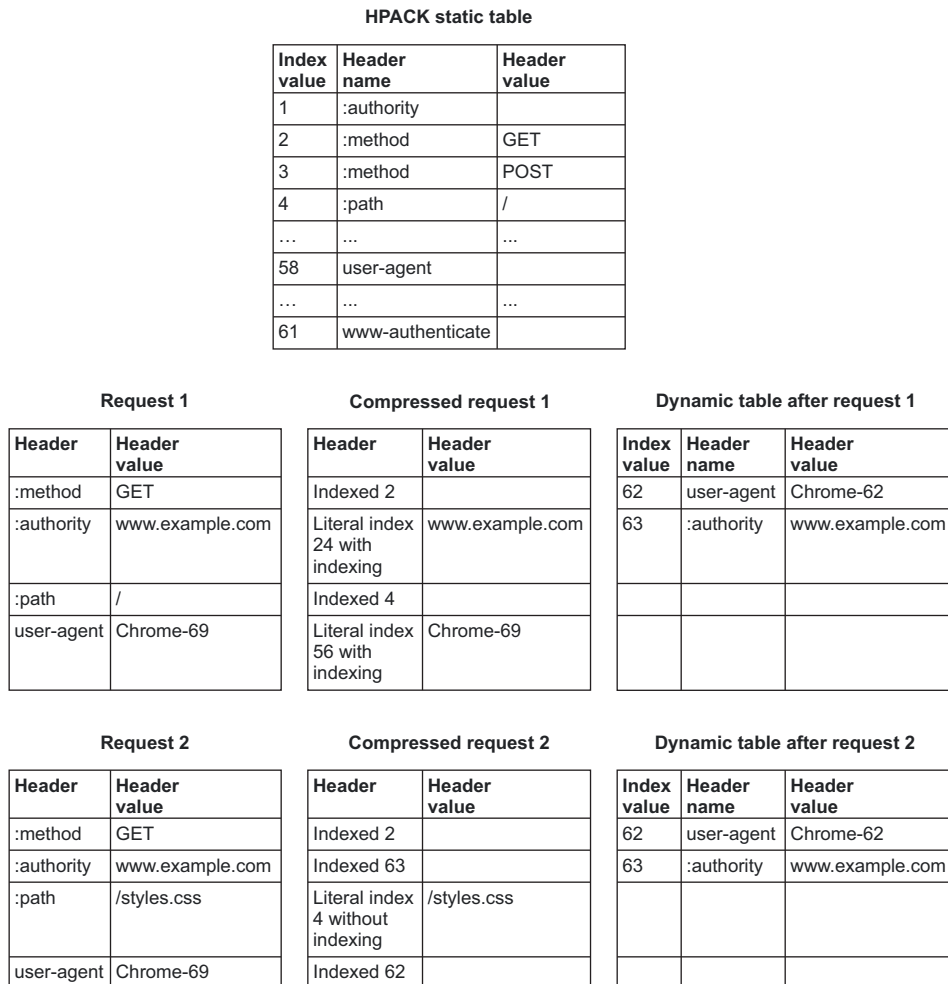 HPACK static table
Index value Header name Header value
1 :authority
2 :method GET
3 :method POST
4 :path /
… ... ...
58 user-agent
… ... ...
61 www-authenticate
Request 1
Header Header value
:method GET
:authority www.example.com
:path /
user-agent Chrome-69
Compressed request 1
Header Header value
Indexed 2
Literal index 24 with indexing www.example.com
Indexed 4
Literal index 56 with indexing Chrome-69
Dynamic table after request 1
Index value Header name Header value
62 user-agent Chrome-62
63 :authority www.example.com
Request 2
Header Header value
:method GET
:authority www.example.com
:path /styles.css
user-agent Chrome-69
Compressed request 2
Header Header value
Indexed 2
Indexed 63
Literal index 4 without indexing /styles.css
Indexed 62
Dynamic table after request 2
Index value Header name Header value
62 user-agent Chrome-62
63 :authority www.example.com